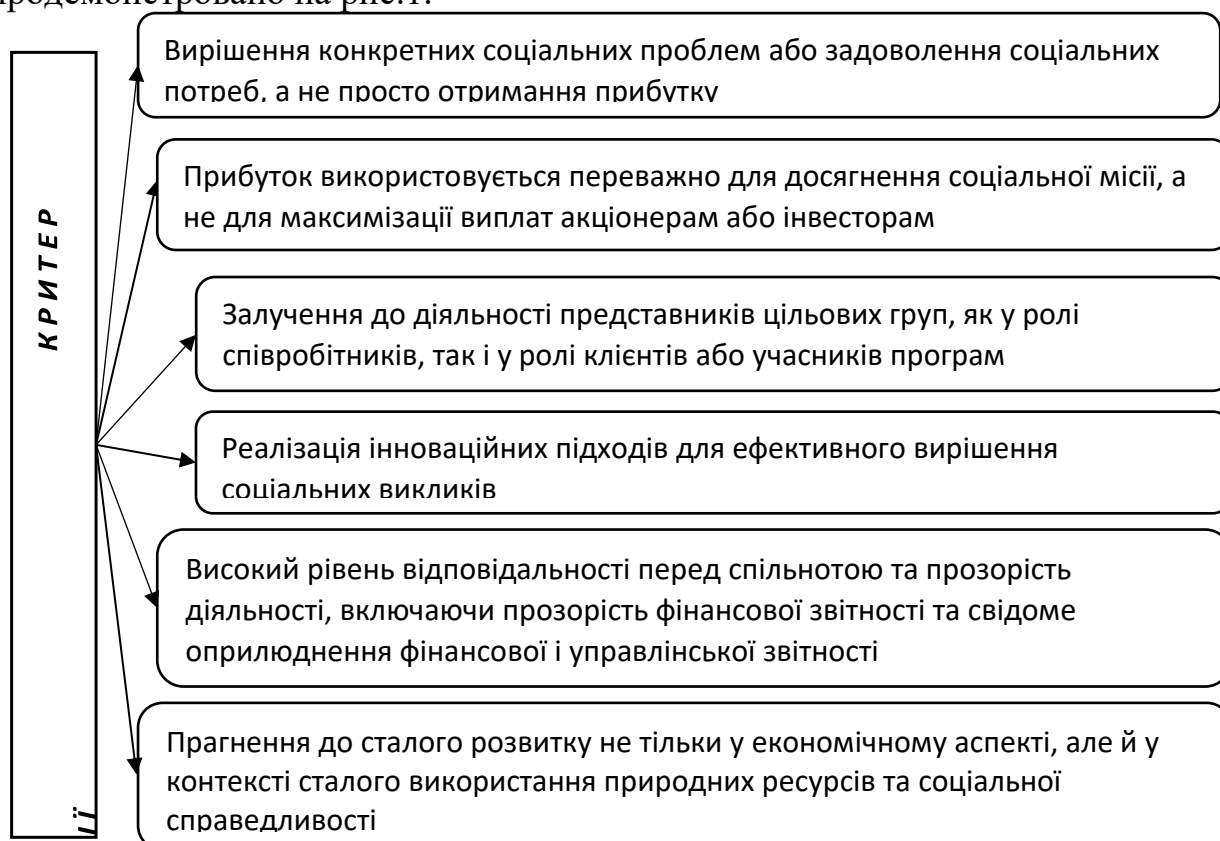 продемонстровано на рис.1.
КРИТЕР
ІЇ
Вирішення конкретних соціальних проблем або задоволення соціальних
потреб, а не просто отримання прибутку
Прибуток використовується переважно для досягнення соціальної місії, а
не для максимізації виплат акціонерам або інвесторам
Залучення до діяльності представників цільових груп, як у ролі
співробітників, так і у ролі клієнтів або учасників програм
Реалізація інноваційних підходів для ефективного вирішення
соціальних викликів
Високий рівень відповідальності перед спільнотою та прозорість
діяльності, включаючи прозорість фінансової звітності та свідоме
оприлюднення фінансової і управлінської звітності
Прагнення до сталого розвитку не тільки у економічному аспекті, але й у
контексті сталого використання природних ресурсів та соціальної
справедливості